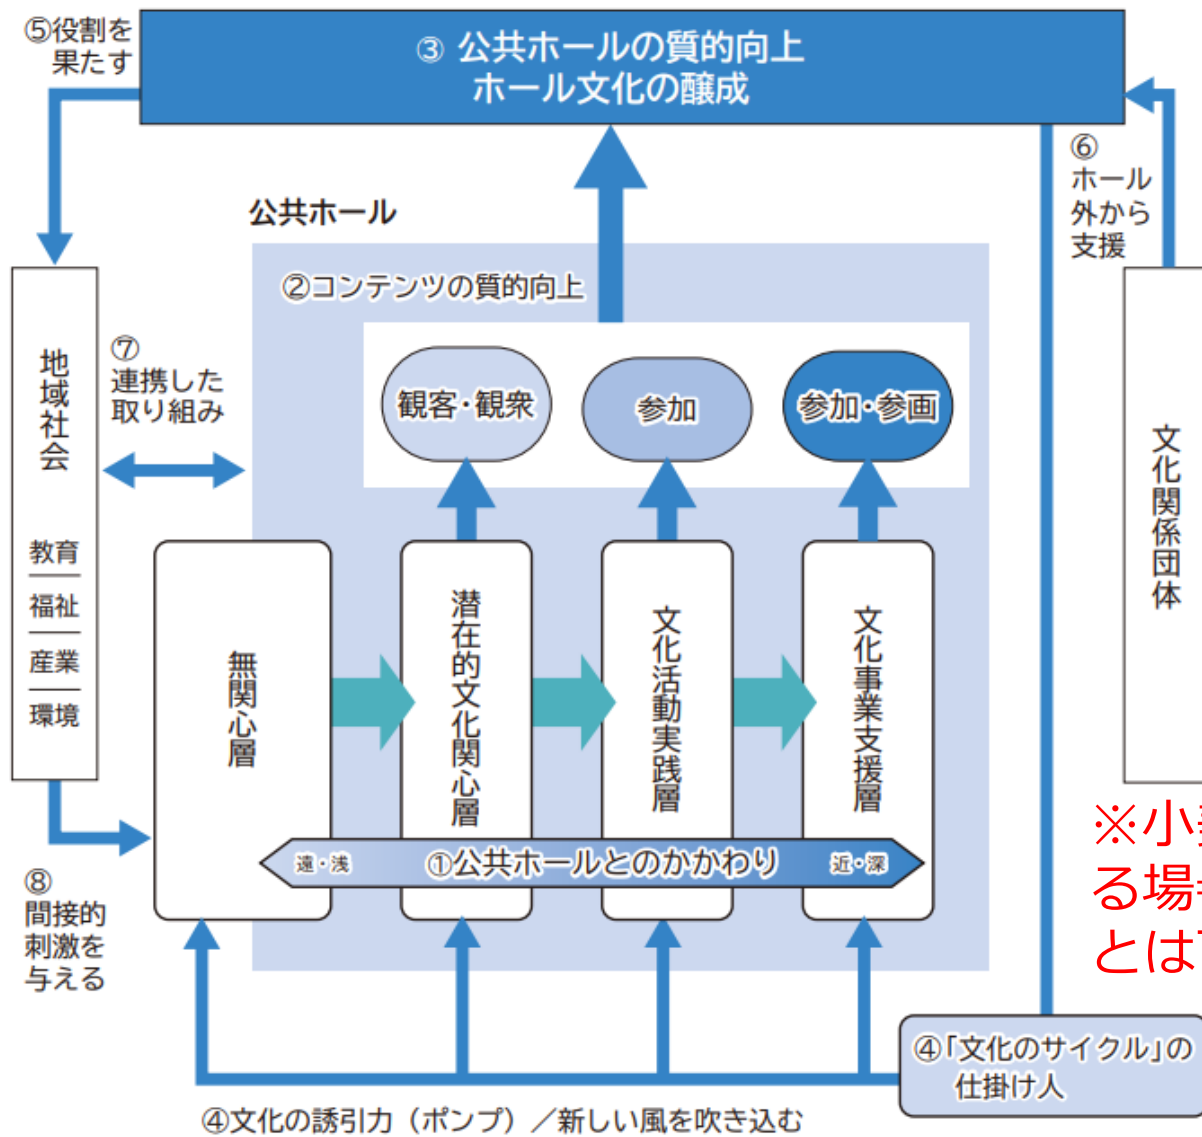 ⑤役割を
果たす
③ 公共ホールの質的向上
ホール文化の醸成
⑥
ホール
外から
支援
公共ホール
②コンテンツの質的向上
地域社会
教育
福祉
産業
環境
⑦
連携した
取り組み
観客・観衆
参加
参加・参画
文化関係団体
無関心層
潜在的文化関心層
文化活動実践層
文化事業支援層
遠・浅
①公共ホールとのかかわり
近・深
⑧
間接的
刺激を
与える
※小
る場
とは
④「文化のサイクル」の
仕掛け人
④文化の誘引力（ポンプ）／新しい風を吹き込む